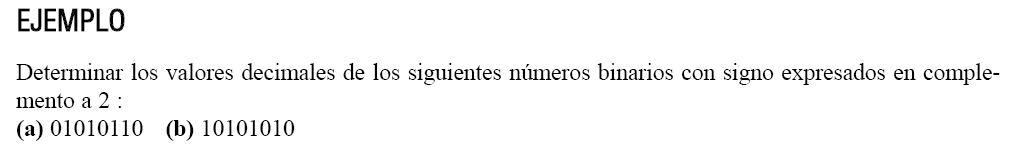 EJEMPLO
Determinar los valores decimales de los siguientes números binarios con signo expresados en comple-
mento a 2 :
(a) 01010110 (b) 10101010